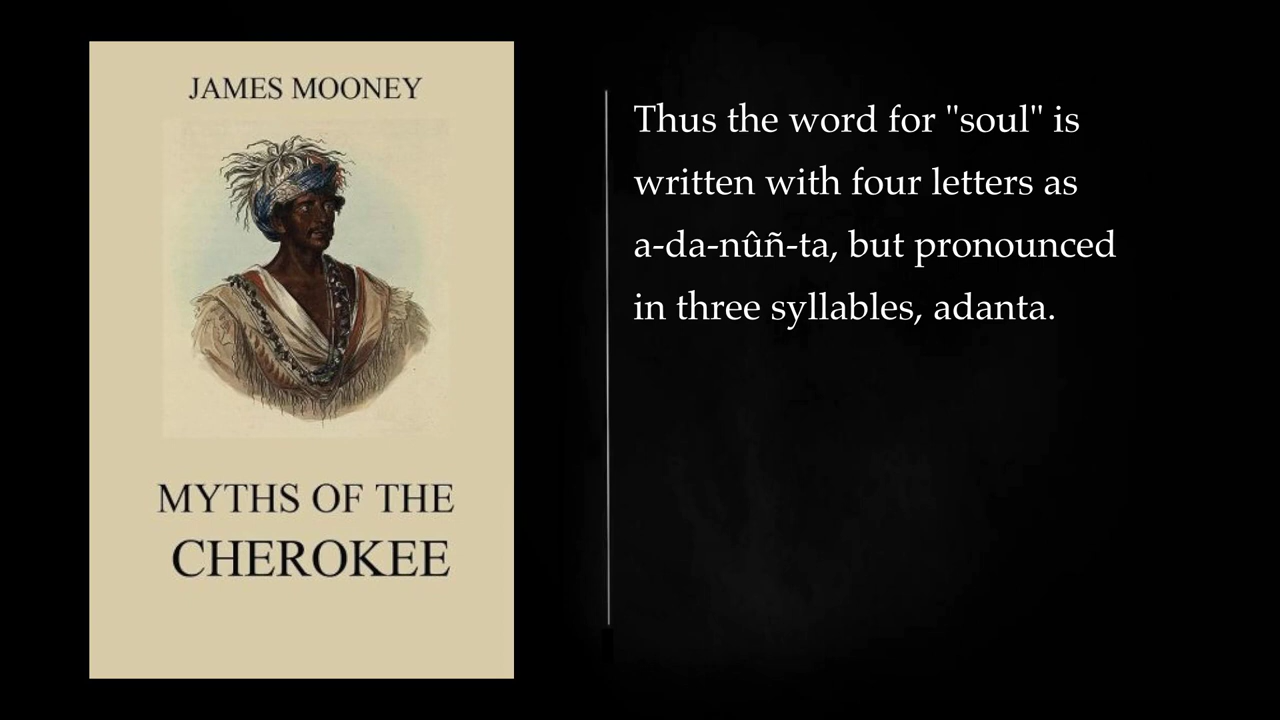 JAMES MOONEY
MYTHS OF THE
CHEROKEE
Thus the word for "soul" is
written with four letters as
a-da-nûñ-ta, but pronounced
in three syllables, adanta.